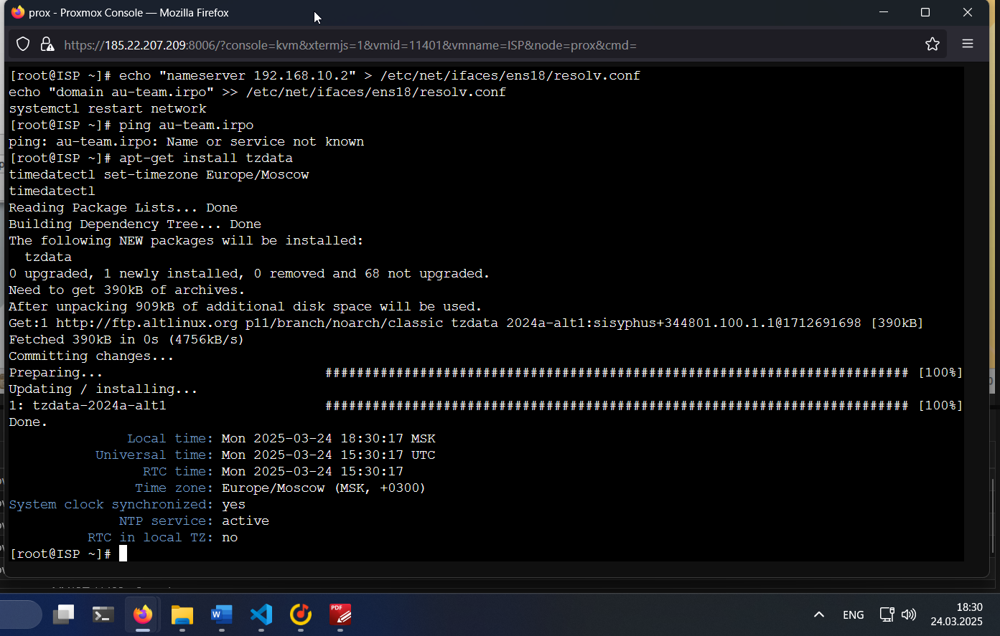 prox - Proxmox Console — Mozilla Firefox
https://185.22.207.209:8006/?console=kvm&xtermjs=1&vmid=11401&vmname=ISP&node=prox&cmd=
[root@ISP ~]# echo "nameserver 192.168.10.2" > /etc/net/ifaces/ens18/resolv.conf
echo "domain au-team.irpo" >> /etc/net/ifaces/ens18/resolv.conf
systemctl restart network
[root@ISP ~]# ping au-team.irpo
ping: au-team.irpo: Name or service not known
[root@ISP ~]# apt-get install tzdata
timedatectl set-timezone Europe/Moscow
timedatectl
Reading Package Lists... Done
Building Dependency Tree... Done
The following NEW packages will be installed:
  tzdata
0 upgraded, 1 newly installed, 0 removed and 68 not upgraded.
Need to get 390kB of archives.
After unpacking 909kB of additional disk space will be used.
Get:1 http://ftp.altlinux.org p11/branch/noarch/classic tzdata 2024a-alt1:sisyphus+344801.100.1.1@1712691698 [390kB]
Fetched 390kB in 0s (4756kB/s)
Committing changes...
Preparing... ########################################################################## [100%]
Updating / installing...
1: tzdata-2024a-alt1 ########################################################################## [100%]
Done.
Local time: Mon 2025-03-24 18:30:17 MSK
Universal time: Mon 2025-03-24 15:30:17 UTC
RTC time: Mon 2025-03-24 15:30:17
Time zone: Europe/Moscow (MSK, +0300)
System clock synchronized: yes
NTP service: active
RTC in local TZ: no
[root@ISP ~]#
W
PDF
ENG
18:30
24.03.2025